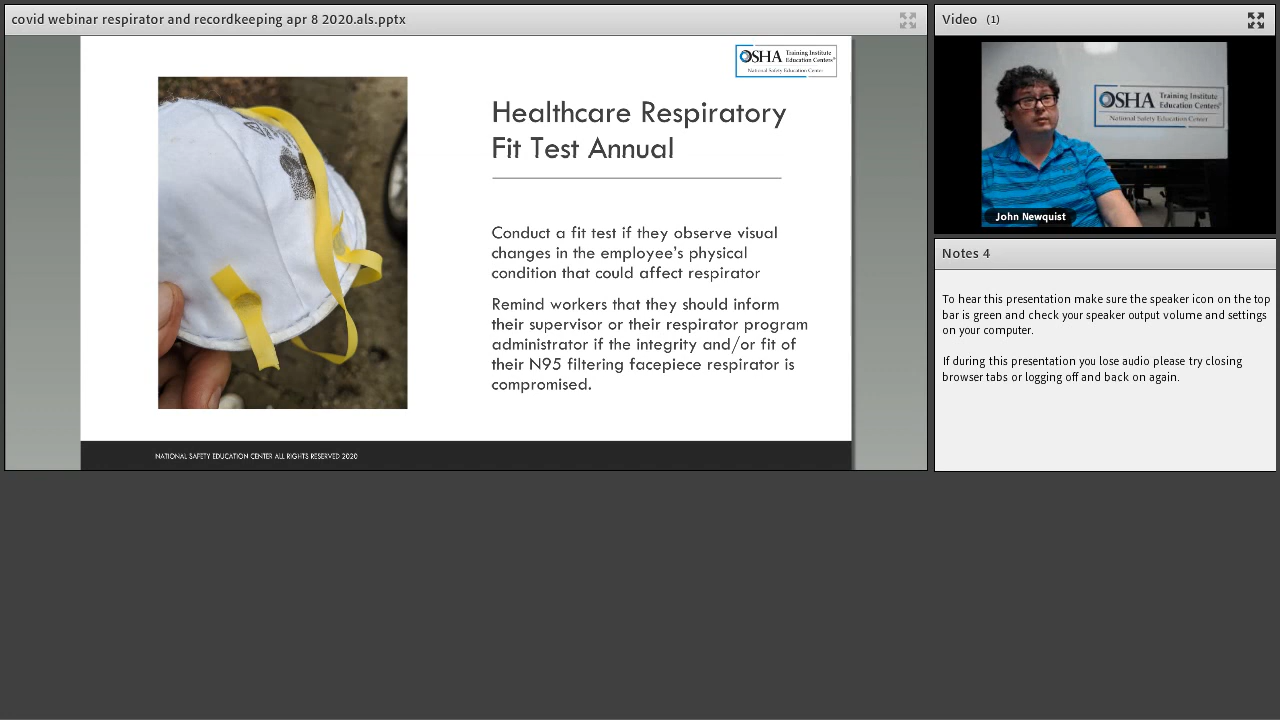 covid webinar respirator and recordkeeping apr 8 2020.als.pptx
OSHA
Training Institute
Education Centers®
National Safety Education Center
Healthcare Respiratory
Fit Test Annual
Conduct a fit test if they observe visual
changes in the employee’s physical
condition that could affect respirator
Remind workers that they should inform
their supervisor or their respirator program
administrator if the integrity and/or fit of
their N95 filtering facepiece respirator is
compromised.
NATIONAL SAFETY EDUCATION CENTER ALL RIGHTS RESERVED 2020
Video (1)
OSHA
Training Institute
Education Centers®
National Safety Education Center
John Newquist
Notes 4
To hear this presentation make sure the speaker icon on the top
bar is green and check your speaker output volume and settings
on your computer.
If during this presentation you lose audio please try closing
browser tabs or logging off and back on again.